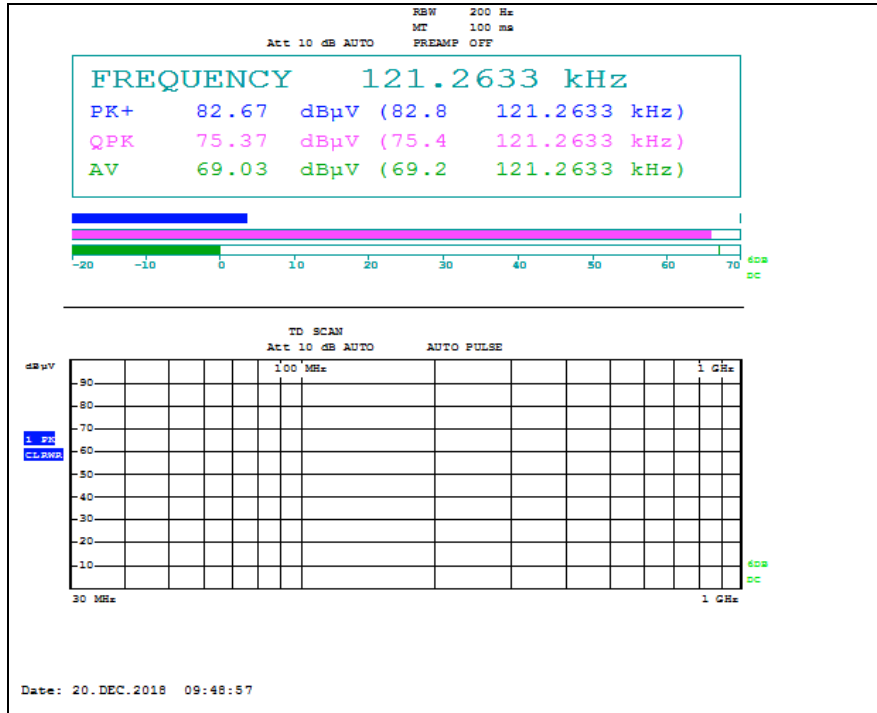 RBW 200 Hz
MT 100 ms
Att 10 dB AUTO PREAMP OFF
FREQUENCY 121.2633 kHz
PK+ 82.67 dBµV (82.8 121.2633 kHz)
QPK 75.37 dBµV (75.4 121.2633 kHz)
AV 69.03 dBµV (69.2 121.2633 kHz)
-20 -10 0 10 20 30 40 50 60 70
6DB
DC
TD SCAN
Att 10 dB AUTO AUTO PULSE
dBµV 100 MHz 1 GHz
90
80
70
1 PK
60
CLRWR
50
40
30
20
10
6DB
DC
30 MHz 1 GHz
Date: 20.DEC.2018 09:48:57